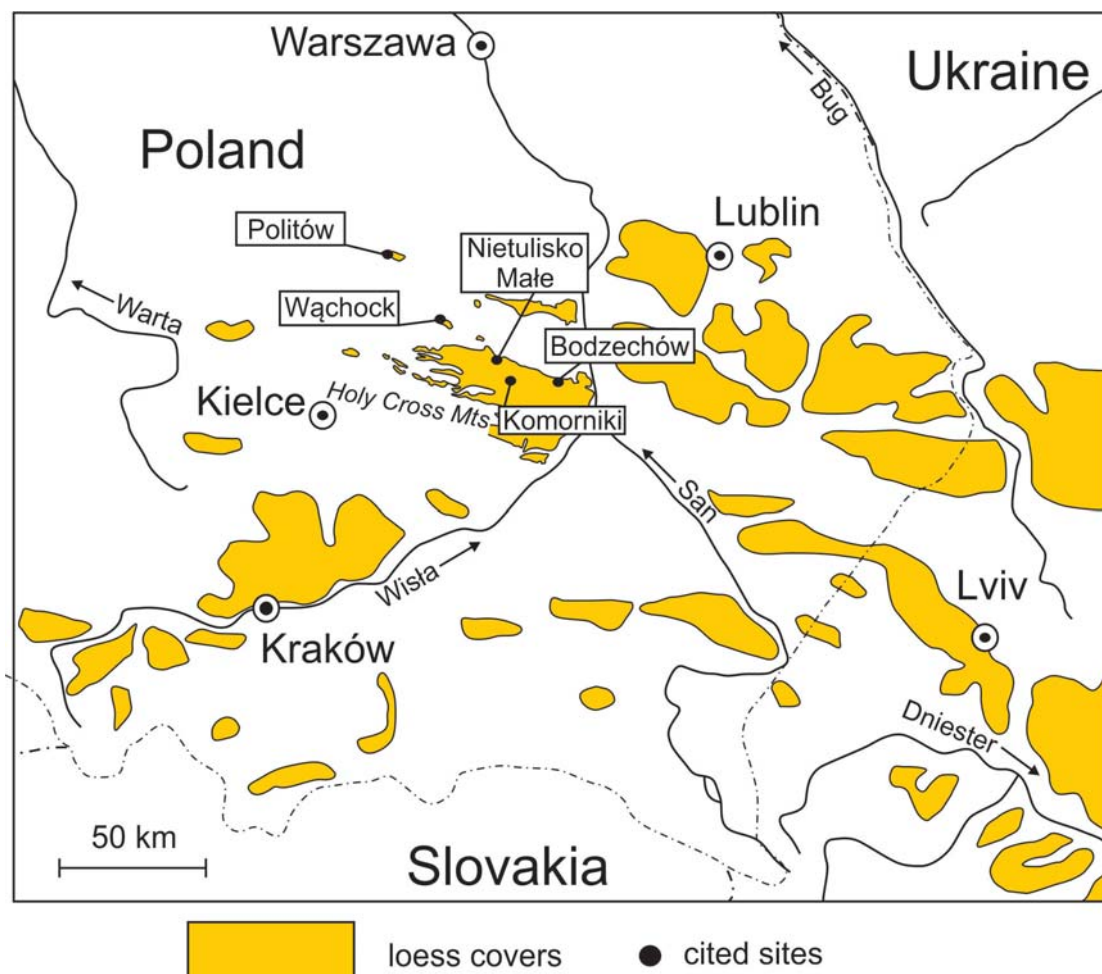 Warszawa
Ukraine
Bug
Poland
Lublin
Politów
Nietulisko
Małe
Wąchock
Warta
Bodzechów
Kielce
Holy Cross Mts
Komorniki
San
Wisła
Lviv
Kraków
Dniester
50 km
Slovakia
loess covers
cited sites